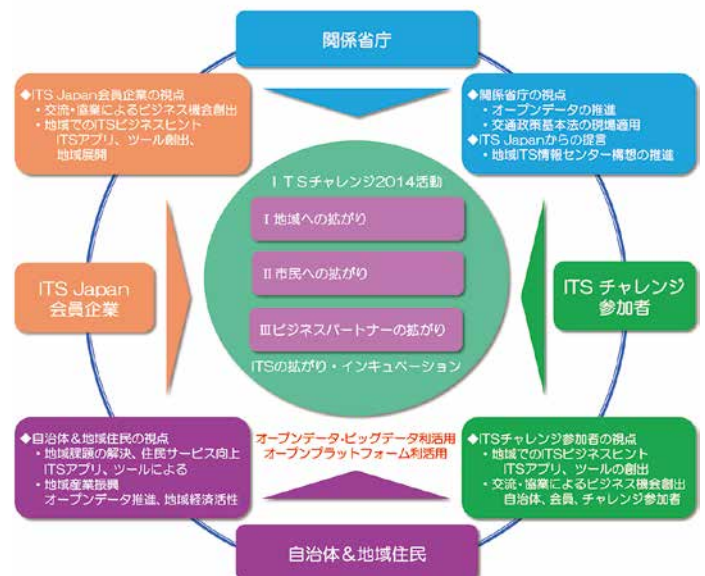 関係省庁
◆ITS Japan会員企業の視点
・交流・協業によるビジネス機会創出
・地域でのITSビジネスヒント
ITSアプリ、ツール創出、
地域展開
◆関係省庁の視点
・オープンデータの推進
・交通政策基本法の現場適用
◆ITS Japanからの提言
・地域ITS情報センター構想の推進
ITSチャレンジ2014活動
Ⅰ地域への拡がり
Ⅱ市民への拡がり
Ⅲビジネスパートナーの拡がり
ITSの拡がり・インキュベーション
ITS Japan
会員企業
ITS チャレンジ
参加者
◆自治体&地域住民の視点
・地域課題の解決、住民サービス向上
ITSアプリ、ツールによる
・地域産業振興
オープンデータ推進、地域経済活性
オープンデータ・ビッグデータ利活用
オープンプラットフォーム利活用
◆ITSチャレンジ参加者の視点
・地域でのITSビジネスヒント
ITSアプリ、ツールの創出
・交流・協業によるビジネス機会創出
自治体、会員、チャレンジ参加者
自治体&地域住民